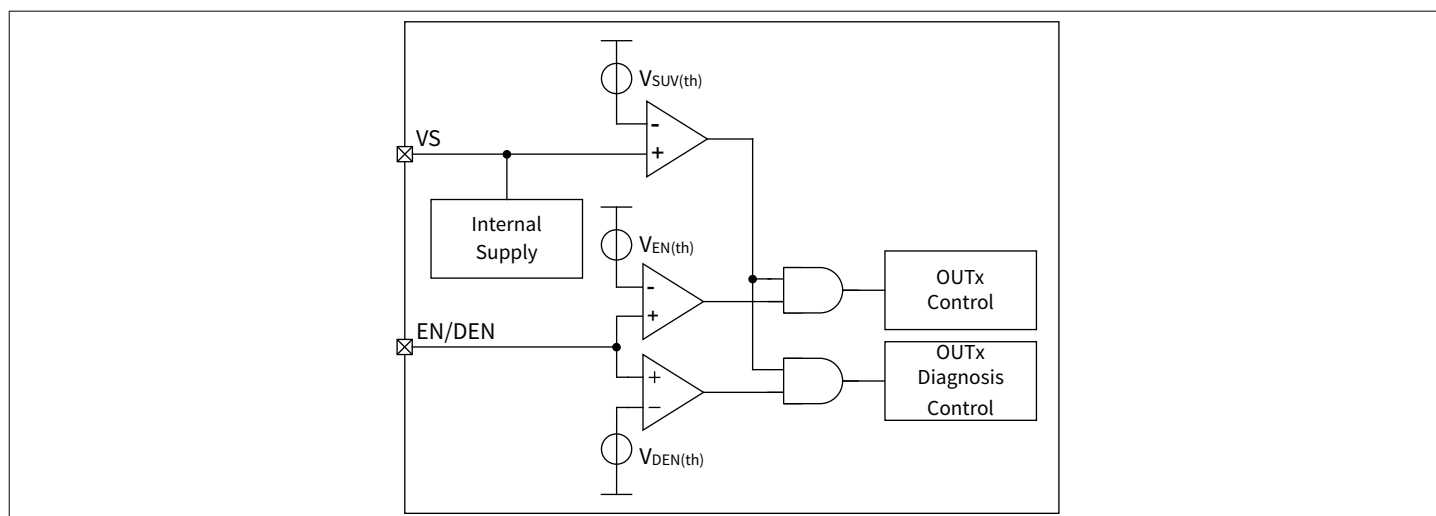 VSUV(th)
-
+
VS
Internal
Supply
VEN(th)
-
+
OUTx
Control
EN/DEN
+
−
OUTx
Diagnosis
Control
VDEN(th)